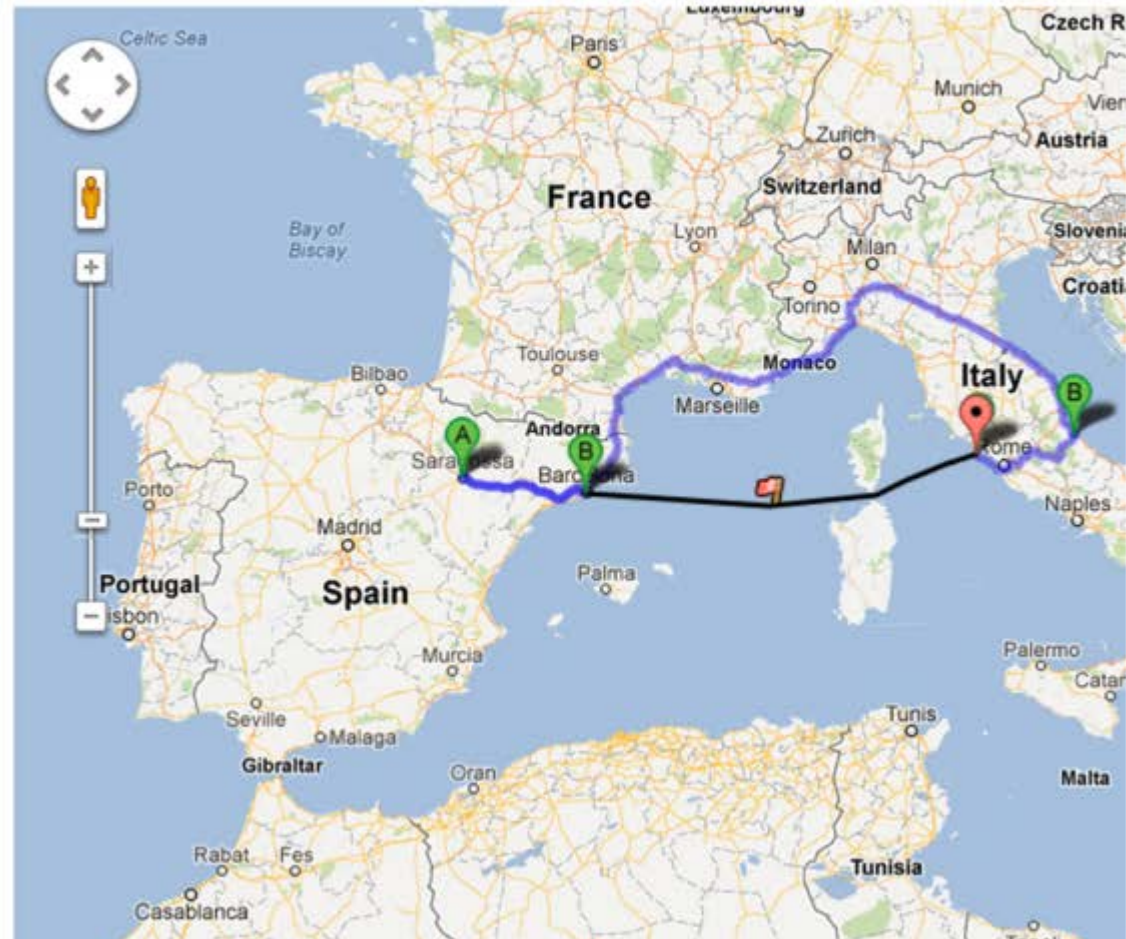 Luxembourg
Celtic Sea
Czech R
Paris
Munich
Vien
Zurich
Austria
Switzerland
France
Bay of
Biscay
Lyon
Slovenia
Milan
Croatia
Torino
Toulouse
Monaco
Bilbao
Italy
Marseille
B
A
Andorra
B
Saragossa
Barcelona
Rome
Porto
Naples
Madrid
Palma
Portugal
Spain
isbon
Murcia
Palermo
Catan
Seville
Tunis
Malaga
Gibraltar
Oran
Malta
Rabat
Fes
Tunisia
Casablanca